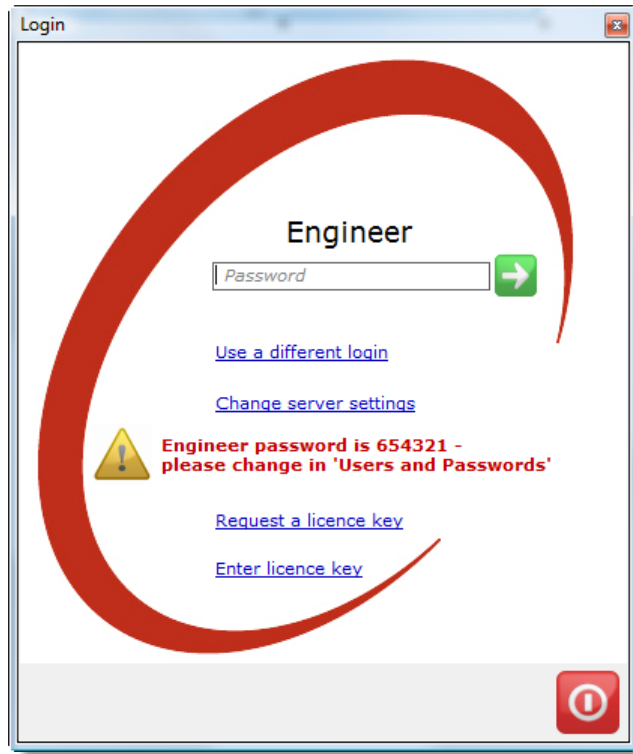 Login
Engineer
Password
Use a different login
Change server settings
Engineer password is 654321 -
please change in 'Users and Passwords'
Request a licence key
Enter licence key